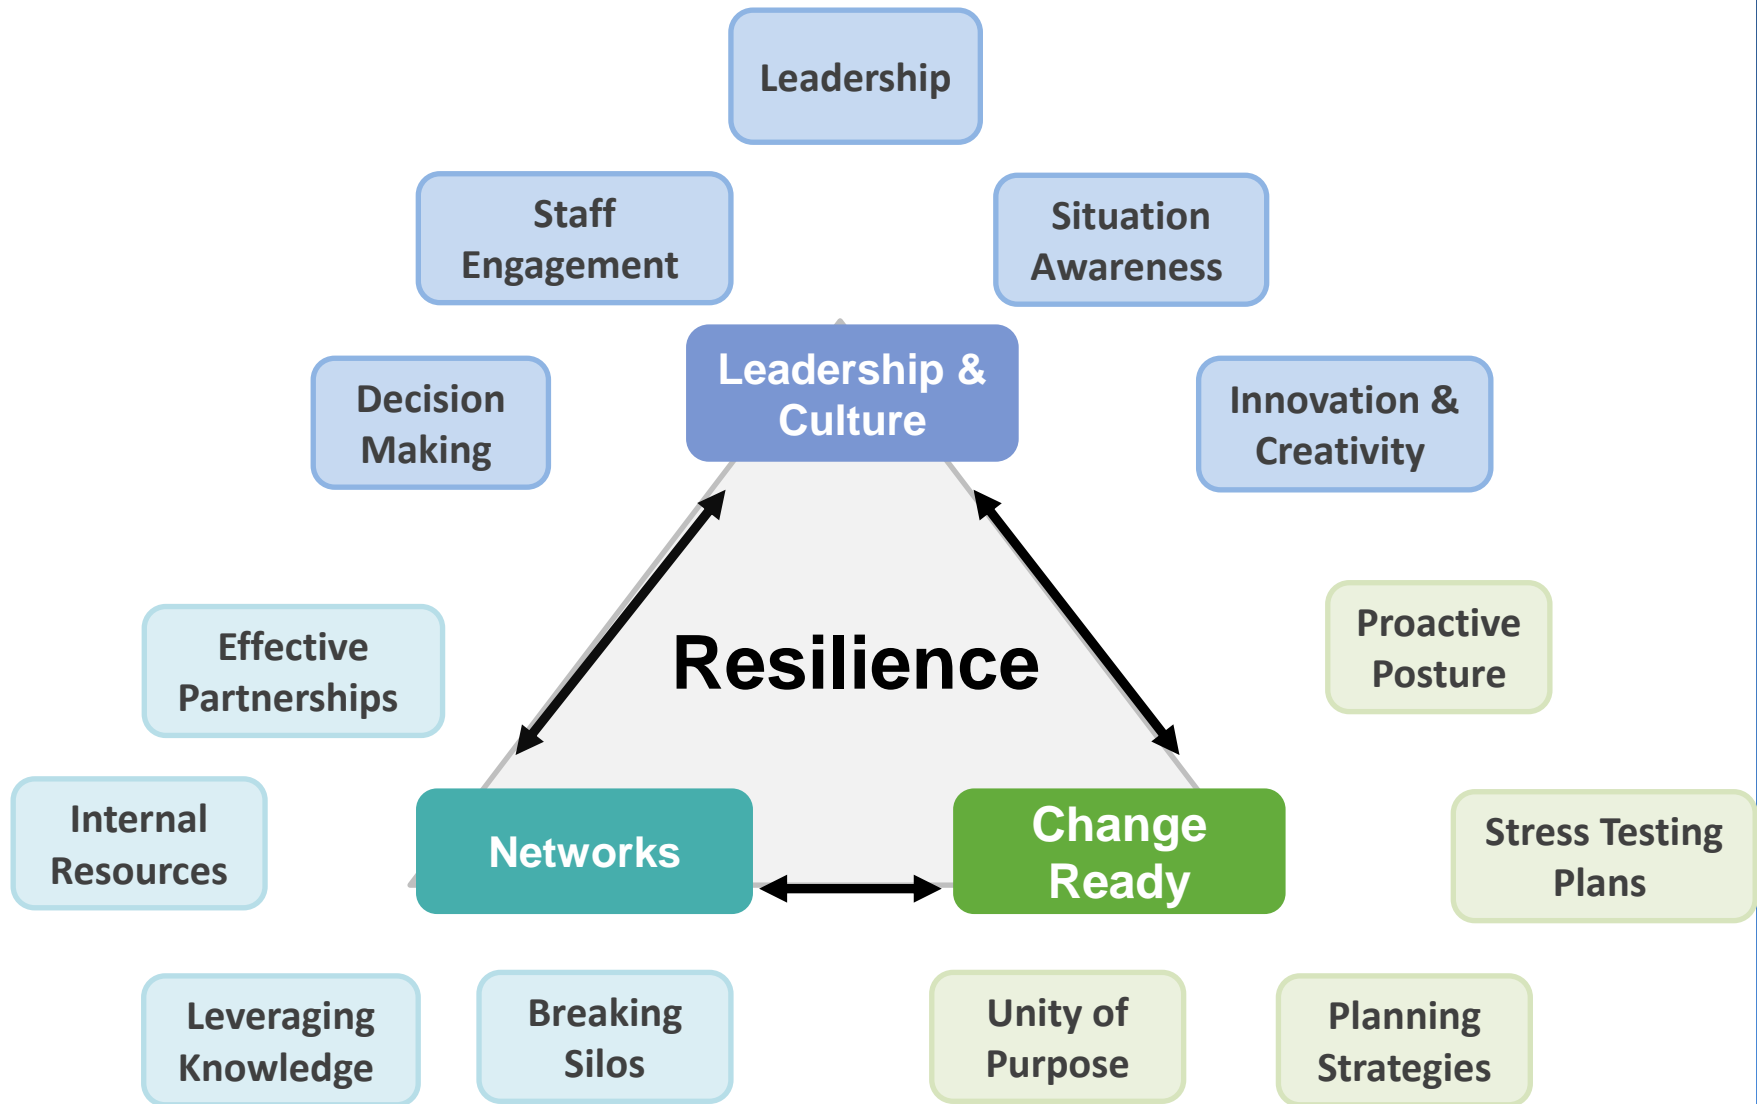 Leadership
Staff
Engagement
Situation
Awareness
Leadership &
Culture
Decision
Making
Innovation &
Creativity
Effective
Partnerships
Resilience
Proactive
Posture
Internal
Resources
Networks
Change
Ready
Stress Testing
Plans
Leveraging
Knowledge
Breaking
Silos
Unity of
Purpose
Planning
Strategies